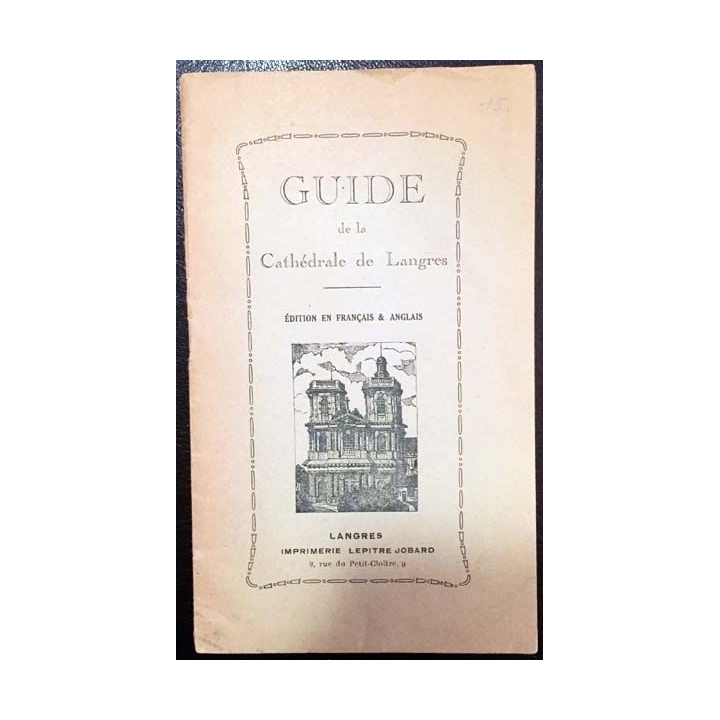 15,
GUIDE
de la
Cathédrale de Langres
ÉDITION EN FRANÇAIS & ANGLAIS
LANGRES
IMPRIMERIE LEPITRE-JOBARD
9, rue du Petit-Cloître, 9